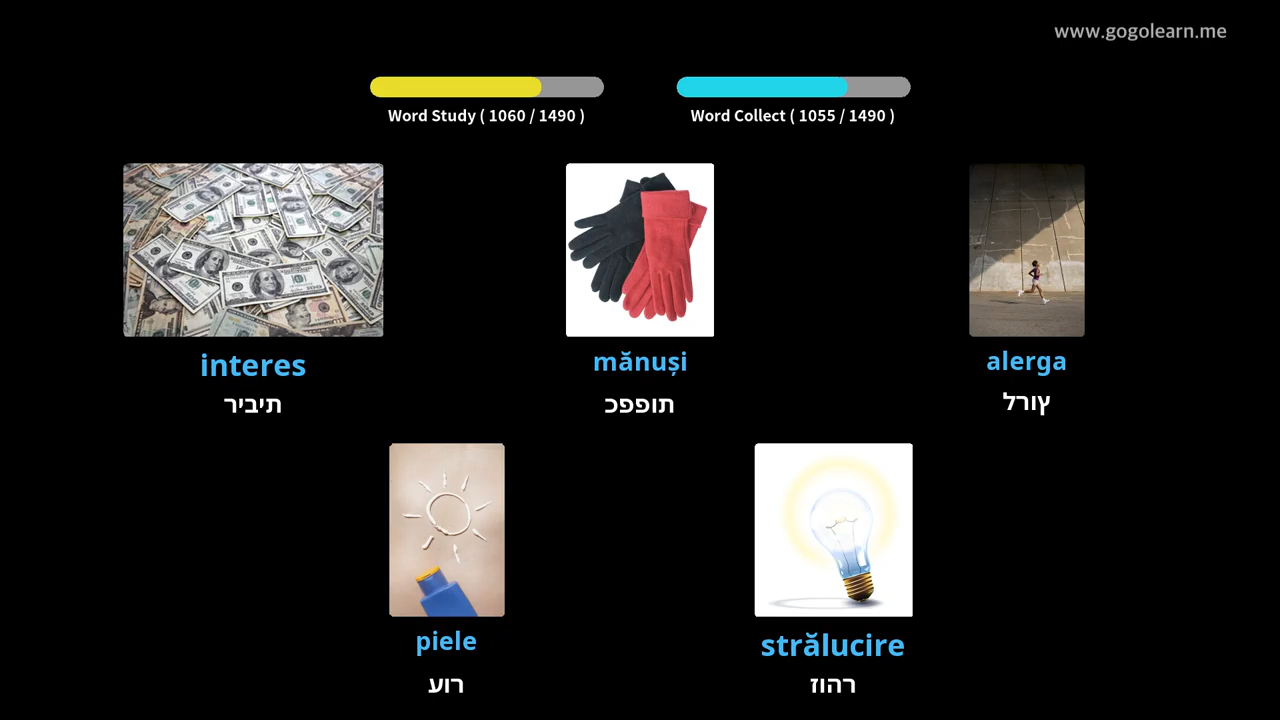 www.gogolearn.me
Word Study ( 1060 / 1490 )
Word Collect ( 1055 / 1490 )
interes
תיביר
mănuși
תופפכ
alerga
ץורל
piele
רוע
strălucire
רהוז